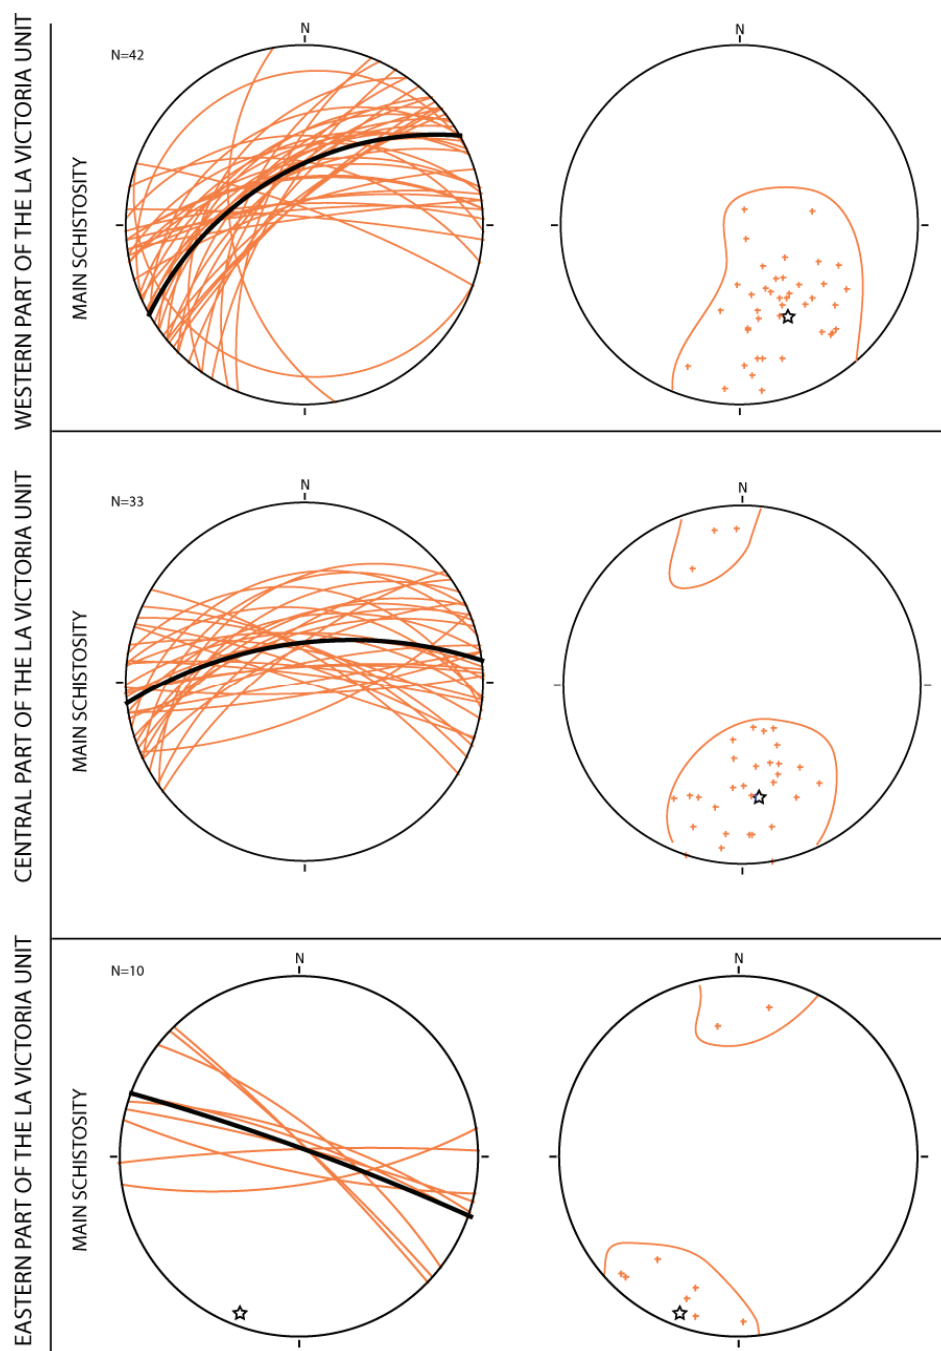 WESTERN PART OF THE LA VICTORIA UNIT
MAIN SCHISTOSITY
N=42
N
N
CENTRAL PART OF THE LA VICTORIA UNIT
MAIN SCHISTOSITY
N=33
N
N
EASTERN PART OF THE LA VICTORIA UNIT
MAIN SCHISTOSITY
N=10
N
N